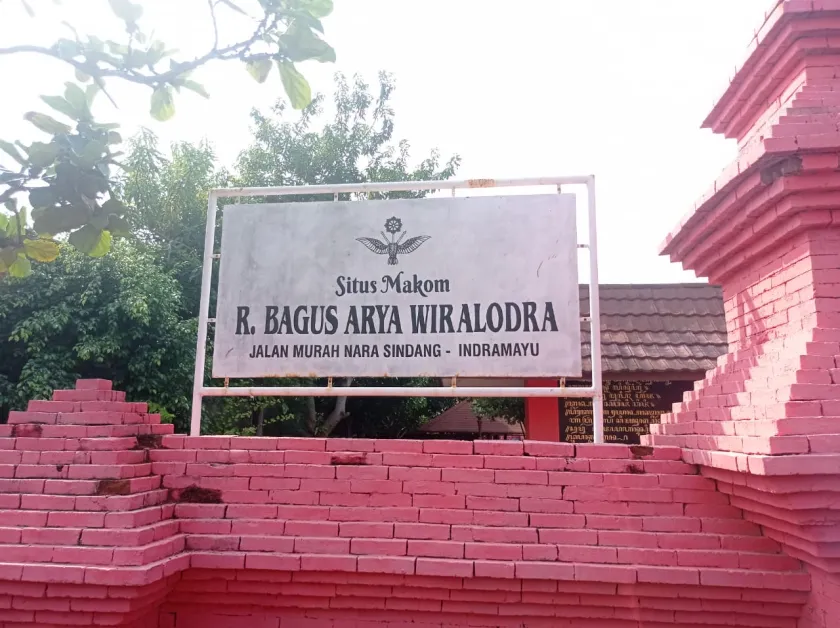 Situs Makom
R. BAGUS ARYA WIRALODRA
JALAN MURAH NARA SINDANG - INDRAMAYU